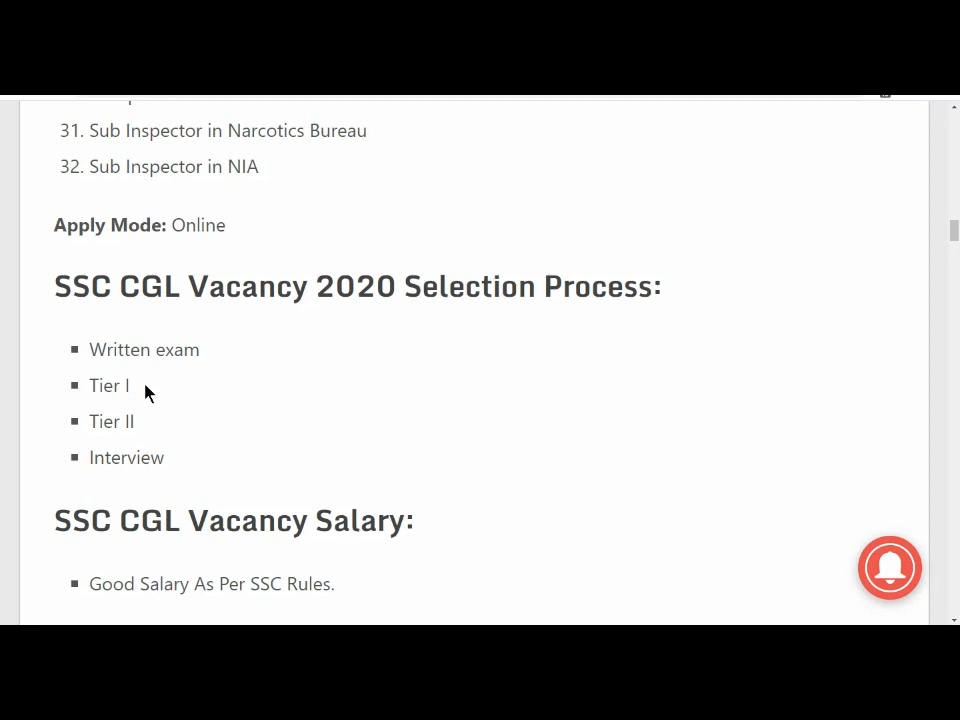 31. Sub Inspector in Narcotics Bureau
32. Sub Inspector in NIA
Apply Mode: Online
SSC CGL Vacancy 2020 Selection Process:
Written exam
Tier I
Tier II
Interview
SSC CGL Vacancy Salary:
Good Salary As Per SSC Rules.